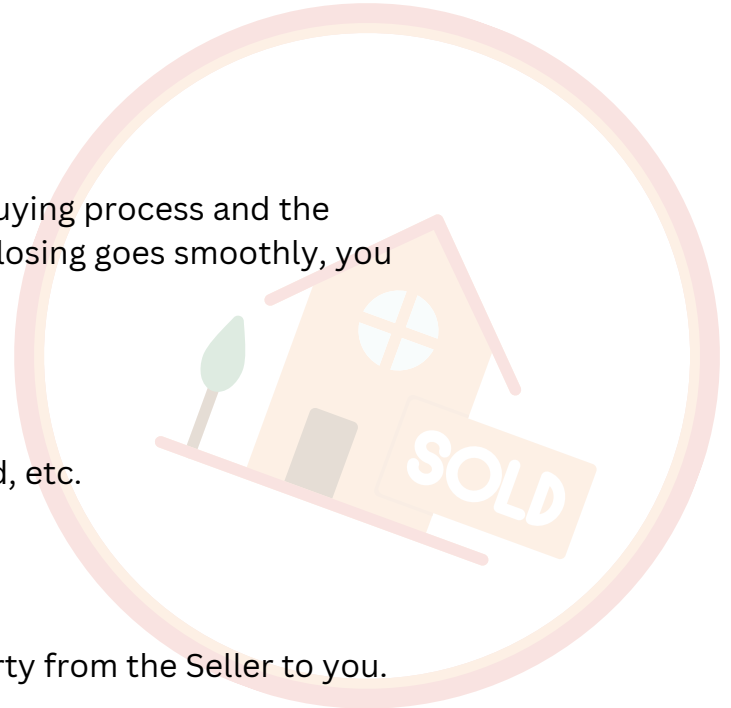 uying process and the
losing goes smoothly, you
SOLD
d, etc.
rty from the Seller to you.